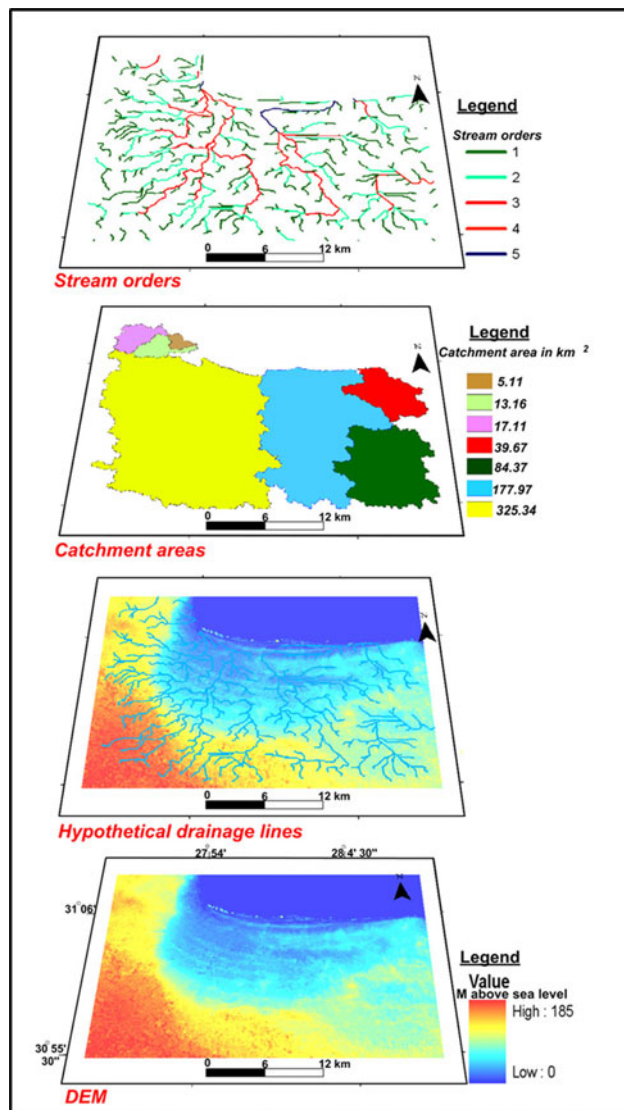 Legend
Stream orders
1
2
3
4
5
0 6 12 km
Stream orders
Legend
Catchment area in km 2
5.11
13.16
17.11
39.67
84.37
177.97
325.34
0 6 12 km
Catchment areas
0 6 12 km
Hypothetical drainage lines
27°54' 28°4' 30"
31°06'
30°55'
30"
Legend
Value
M above sea level
High : 185
Low : 0
0 6 12 km
DEM